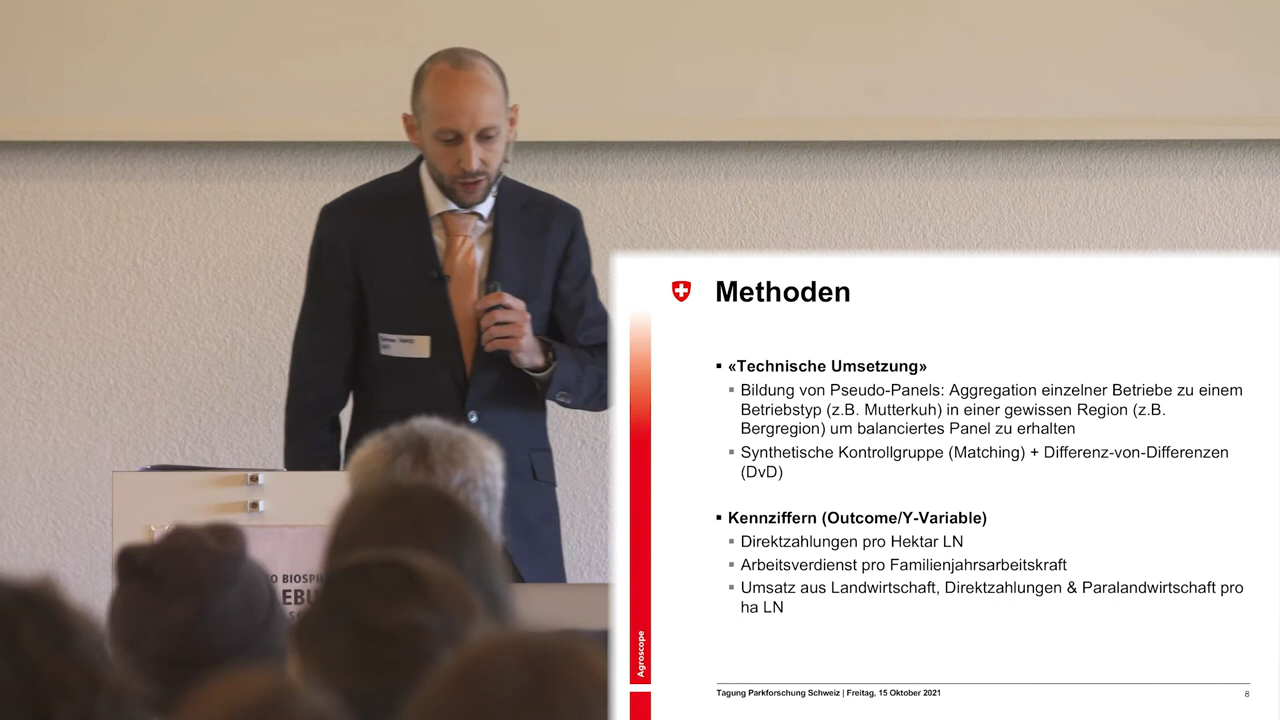 Methoden
▪ «Technische Umsetzung»
▪ Bildung von Pseudo-Panels: Aggregation einzelner Betriebe zu einem
Betriebstyp (z.B. Mutterkuh) in einer gewissen Region (z.B.
Bergregion) um balanciertes Panel zu erhalten
▪ Synthetische Kontrollgruppe (Matching) + Differenz-von-Differenzen
(DvD)
▪ Kennziffern (Outcome/Y-Variable)
▪ Direktzahlungen pro Hektar LN
▪ Arbeitsverdienst pro Familienjahrsarbeitskraft
▪ Umsatz aus Landwirtschaft, Direktzahlungen & Paralandwirtschaft pro
ha LN
Agroscope
Tagung Parkforschung Schweiz | Freitag, 15 Oktober 2021
8
O BIOSPH
EBU
SC